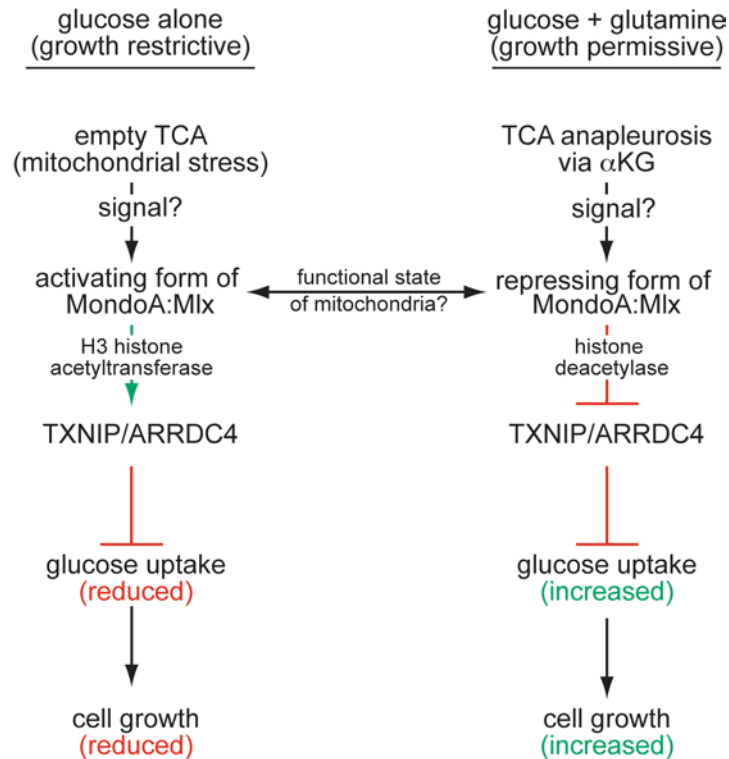 glucose alone
(growth restrictive)
empty TCA
(mitochondrial stress)
signal?
activating form of
MondoA:Mlx
H3 histone
acetyltransferase
TXNIP/ARRDC4
glucose uptake
(reduced)
cell growth
(reduced)
functional state
of mitochondria?
glucose + glutamine
(growth permissive)
TCA anapleurosis
via αKG
signal?
repressing form of
MondoA:Mlx
histone
deacetylase
TXNIP/ARRDC4
glucose uptake
(increased)
cell growth
(increased)